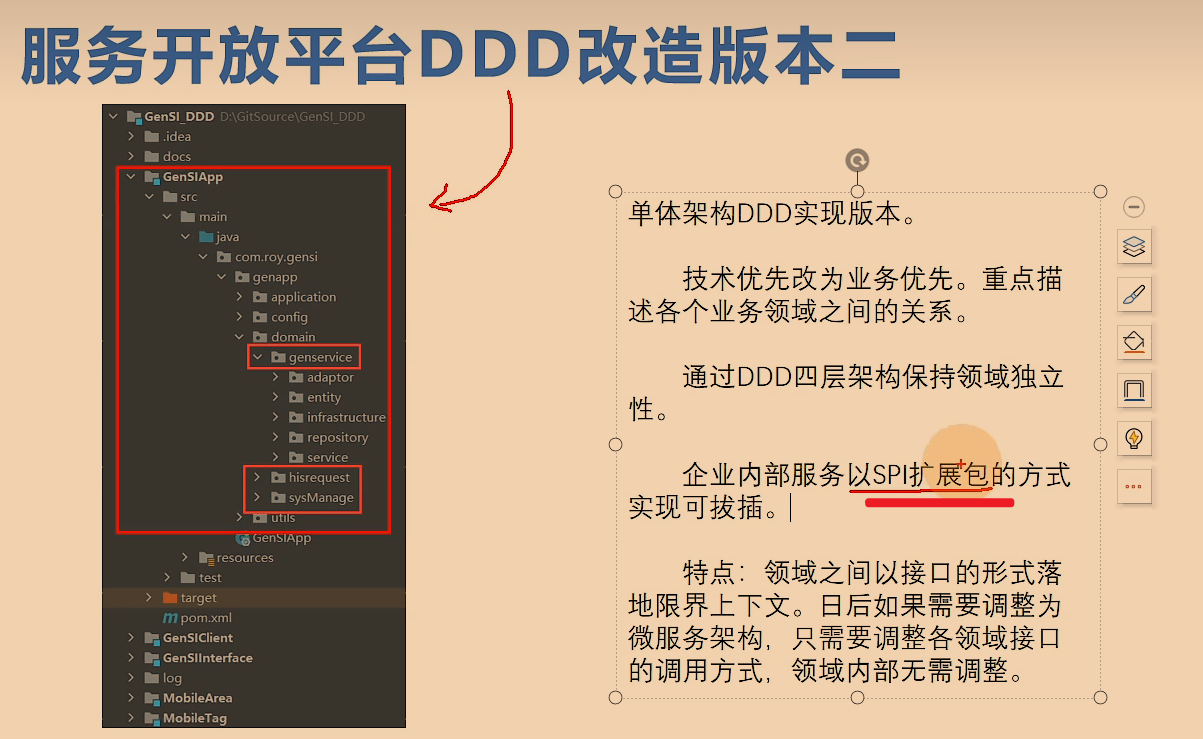 服务开放平台DDD改造版本二
GenSI_DDD D:\GitSource\GenSI_DDD
.idea
docs
GenSIApp
src
main
java
com.roy.gensi
genapp
application
config
domain
genservice
adaptor
entity
infrastructure
repository
service
hisrequest
sysManage
utils
GenSIApp
resources
test
target
pom.xml
GenSIClient
GenSIInterface
log
MobileArea
MobileTag
单体架构DDD实现版本。
技术优先改为业务优先。重点描
述各个业务领域之间的关系。
通过DDD四层架构保持领域独立
性。
企业内部服务以SPI扩展包的方式
实现可拔插。
特点：领域之间以接口的形式落
地限界上下文。日后如果需要调整为
微服务架构，只需要调整各领域接口
的调用方式，领域内部无需调整。